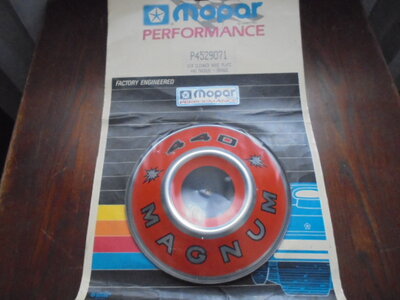 mopar
PERFORMANCE
P4529071
FACTORY ENGINEERED
mopar
440
MAGNUM